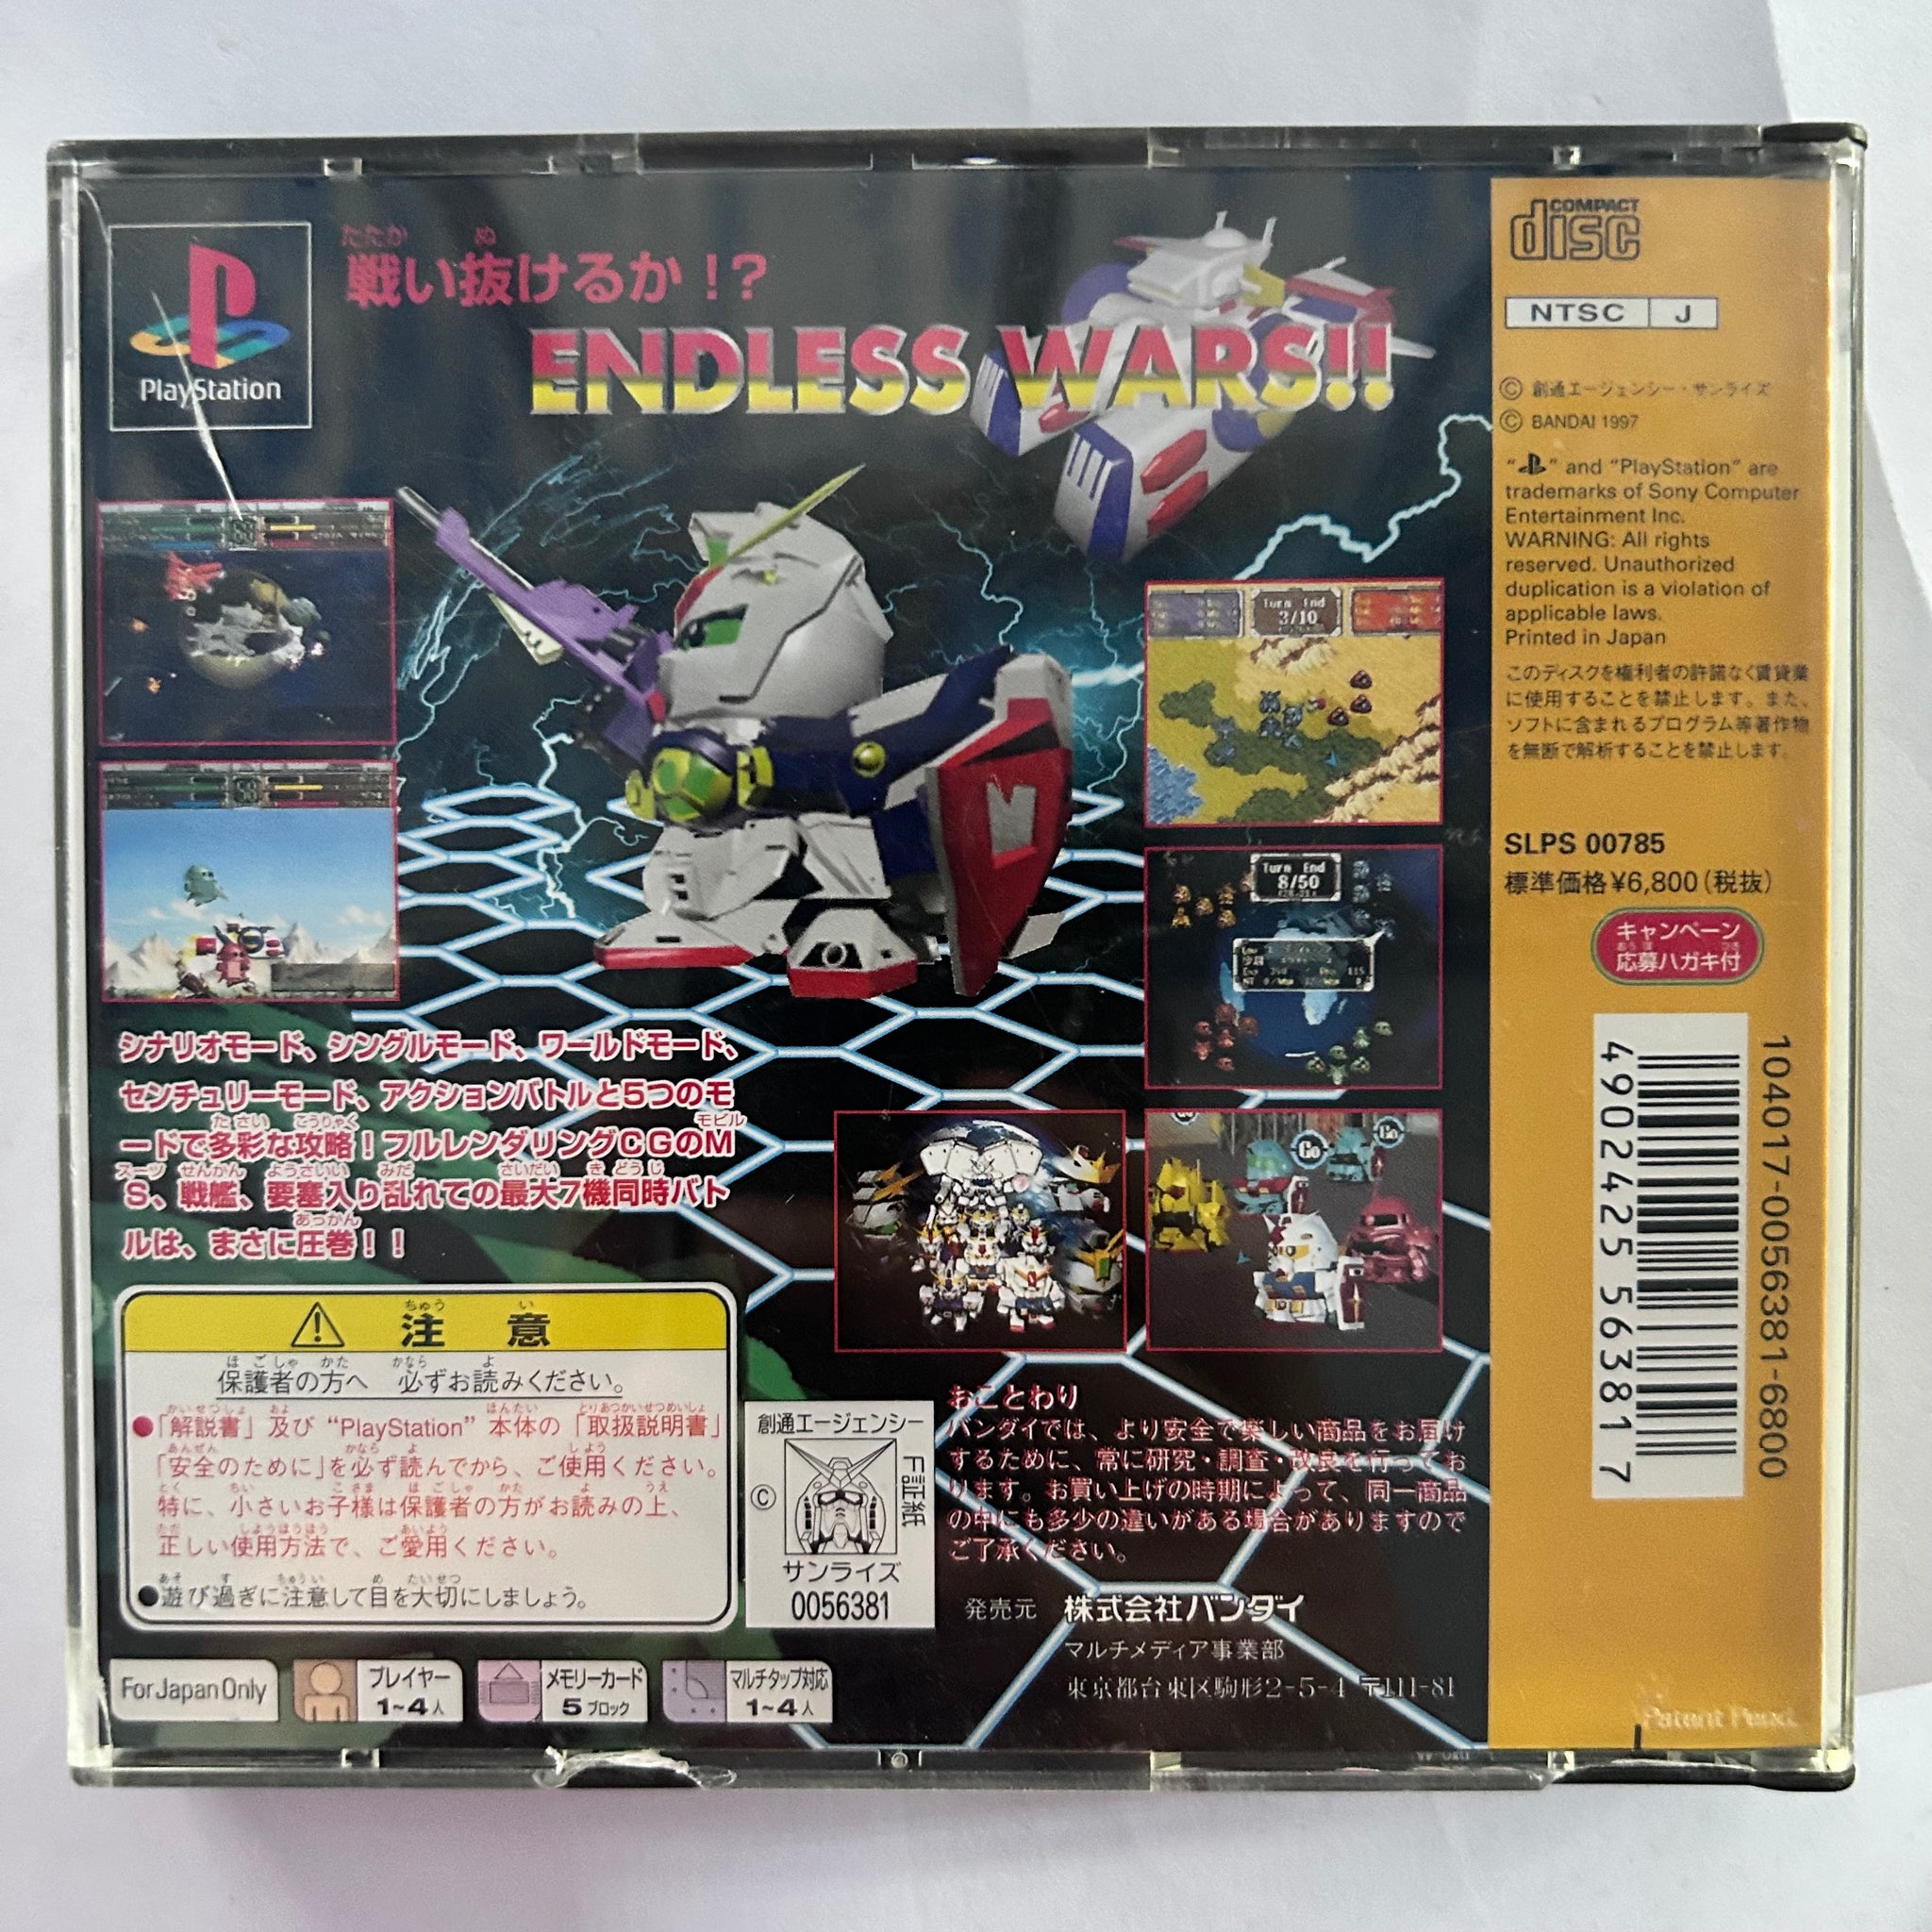 PlayStation
戦い抜けるか!?
ENDLESS WARS!!
シナリオモード、シングルモード、ワールドモード、
センチュリーモード、アクションバトルと5つのモ
ードで多彩な攻略!フルレンダリングCGのM
S、戦艦、要塞入り乱れての最大7機同時バト
ルは、まさに圧巻!!
Turn End
3/10
Turn End
8/50
Go
Go
注意
保護者の方へ 必ずお読みください。
●「解説書」及び“PlayStation”本体の「取扱説明書」
「安全のために」を必ず読んでから、ご使用ください。
特に、小さいお子様は保護者の方がお読みの上、
正しい使用方法で、ご愛用ください。
●遊び過ぎに注意して目を大切にしましょう。
創通エージェンシー
F証紙
©
サンライズ
0056381
おことわり
バンダイでは、より安全で楽しい商品をお届け
するために、常に研究・調査・改良を行ってお
ります。お買い上げの時期によって、同一商品
の中にも多少の違いがある場合がありますので
ご了承ください。
発売元 株式会社バンダイ
マルチメディア事業部
東京都台東区駒形2-5-4 〒111-81
For Japan Only
プレイヤー
1~4人
メモリーカード
5ブロック
マルチタップ対応
1~4人
COMPACT
disc
NTSC J
© 創通エージェンシー・サンライズ
© BANDAI 1997
“ ” and “PlayStation” are
trademarks of Sony Computer
Entertainment Inc.
WARNING: All rights
reserved. Unauthorized
duplication is a violation of
applicable laws.
Printed in Japan
このディスクを権利者の許諾なく賃貸業
に使用することを禁止します。また、
ソフトに含まれるプログラム等著作物
を無断で解析することを禁止します。
SLPS 00785
標準価格¥6,800(税抜)
キャンペーン
応募ハガキ付
104017-0056381-6800
4902425563817
Patent Pend.